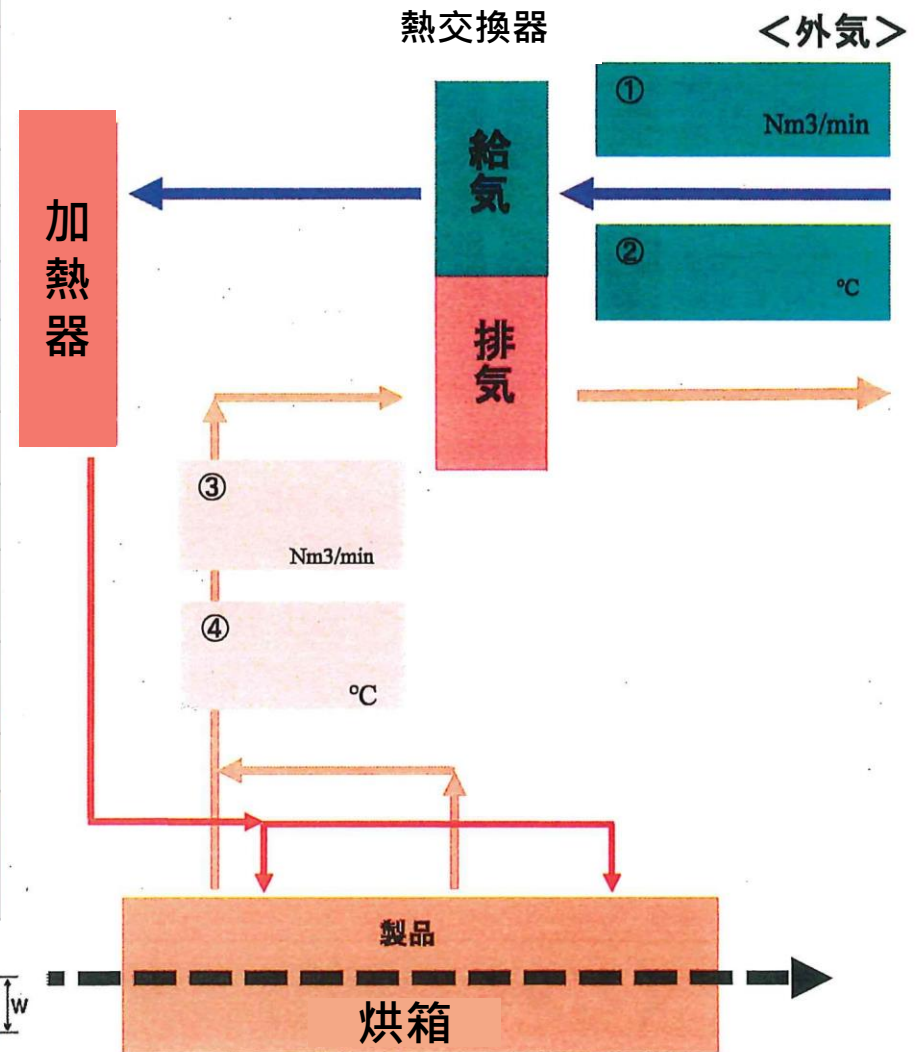 熱交換器
＜外気＞
①
Nm3/min
給気
加熱器
②
℃
排気
③
Nm3/min
④
℃
製品
W
烘箱